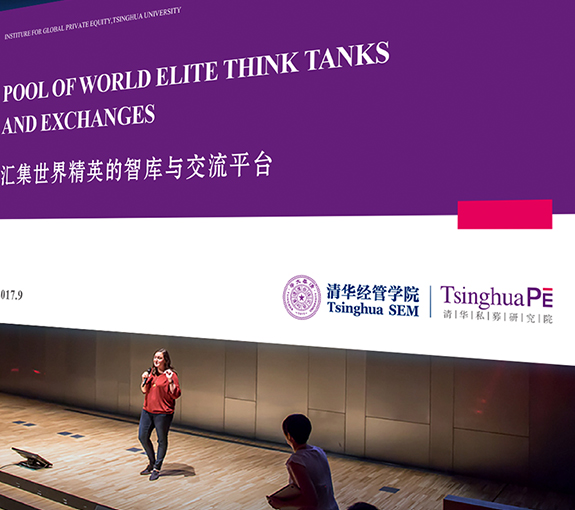 INSTITURE FOR GLOBAL PRIVATE EQUITY,TSINGHUA UNIVERSITY
POOL OF WORLD ELITE THINK TANKS
AND EXCHANGES
汇集世界精英的智库与交流平台
017.9
清华经管学院
Tsinghua SEM
TsinghuaPE
清|华|私|募|研|究|院